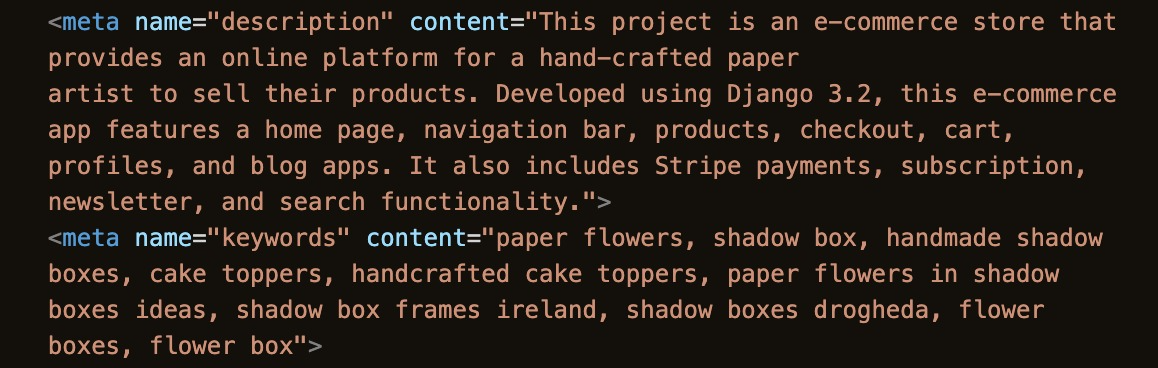 <meta name="description" content="This project is an e-commerce store that
provides an online platform for a hand-crafted paper
artist to sell their products. Developed using Django 3.2, this e-commerce
app features a home page, navigation bar, products, checkout, cart,
profiles, and blog apps. It also includes Stripe payments, subscription,
newsletter, and search functionality.">
<meta name="keywords" content="paper flowers, shadow box, handmade shadow
boxes, cake toppers, handcrafted cake toppers, paper flowers in shadow
boxes ideas, shadow box frames ireland, shadow boxes drogheda, flower
boxes, flower box">